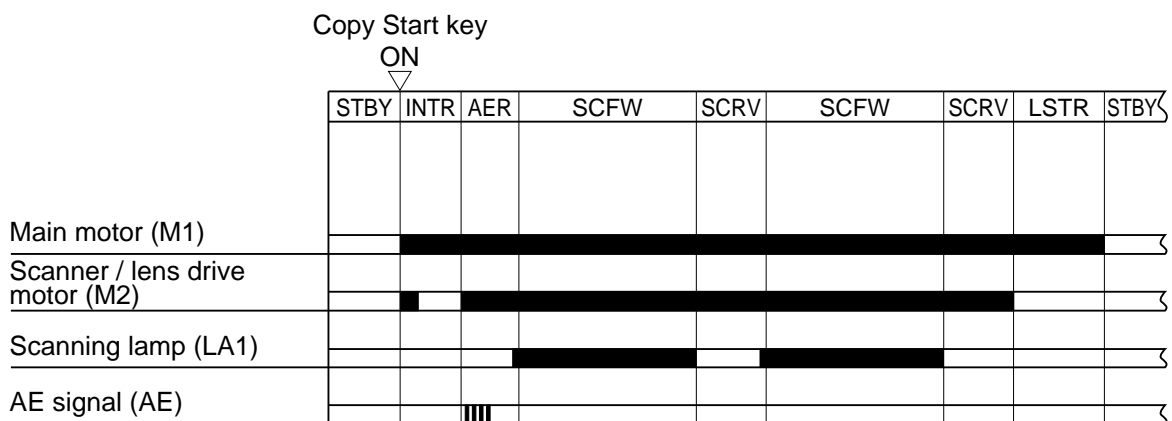 Copy Start key
ON
STBY INTR AER SCFW SCRV SCFW SCRV LSTR STBY
Main motor (M1)
Scanner / lens drive
motor (M2)
Scanning lamp (LA1)
AE signal (AE)